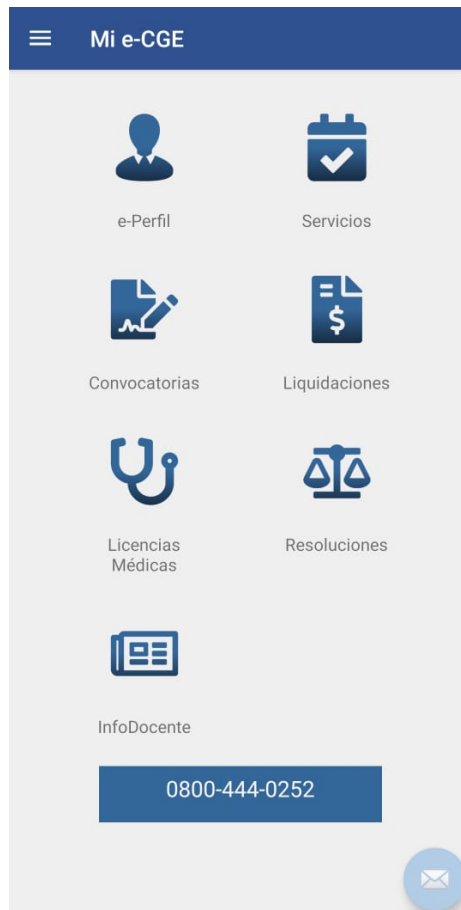 Mi e-CGE
e-Perfil
Servicios
Convocatorias
Liquidaciones
Licencias
Médicas
Resoluciones
InfoDocente
0800-444-0252